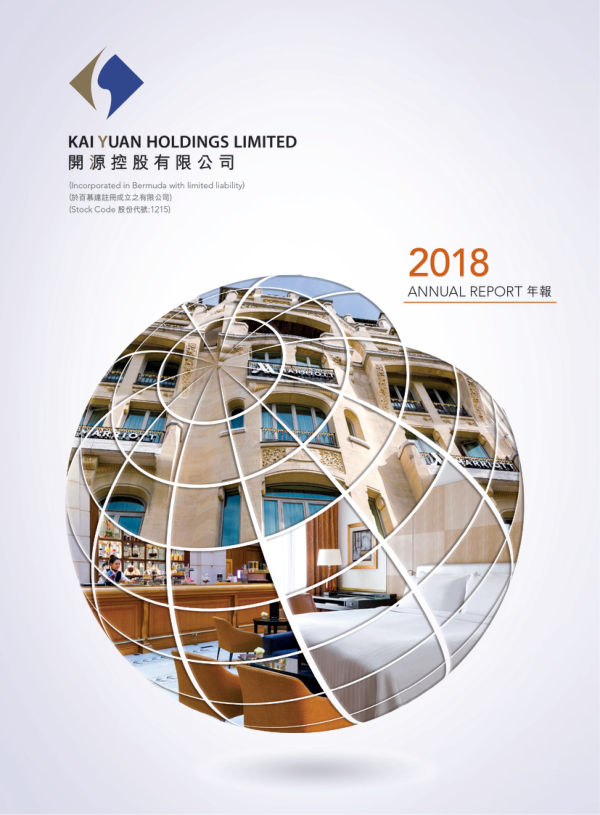 KAI YUAN HOLDINGS LIMITED
開源控股有限公司
(Incorporated in Bermuda with limited liability)
(於百慕達註冊成立之有限公司)
(Stock Code 股份代號:1215)
2018
ANNUAL REPORT 年報
MARRIOTT
MARRIOTT
MARRIOTT